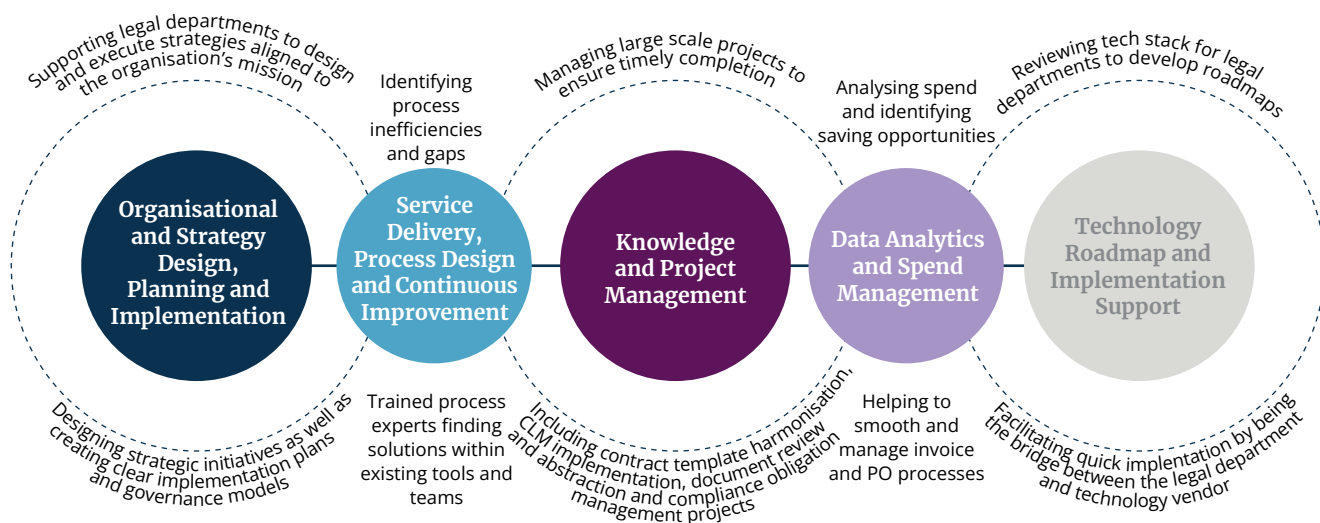 Supporting legal departments to design
and execute strategies aligned to
the organisation's mission
Organisational
and Strategy
Design,
Planning and
Implementation
Designing strategic initiatives as well as
creating clear implementation plans
and governance models
Identifying
process
inefficiencies
and gaps
Service
Delivery,
Process Design
and Continuous
Improvement
Trained process
experts finding
solutions within
existing tools and
teams
Managing large scale projects to
ensure timely completion
Knowledge
and Project
Management
Including contract template harmonisation,
CLM implementation, document review
and abstraction and compliance obligation
management projects
Analysing spend
and identifying
saving opportunities
Data Analytics
and Spend
Management
Helping to
smooth and
manage invoice
and PO processes
Reviewing tech stack for legal
departments to develop roadmaps
Technology
Roadmap and
Implementation
Support
Facilitating quick implentation by being
the bridge between the legal department
and technology vendor